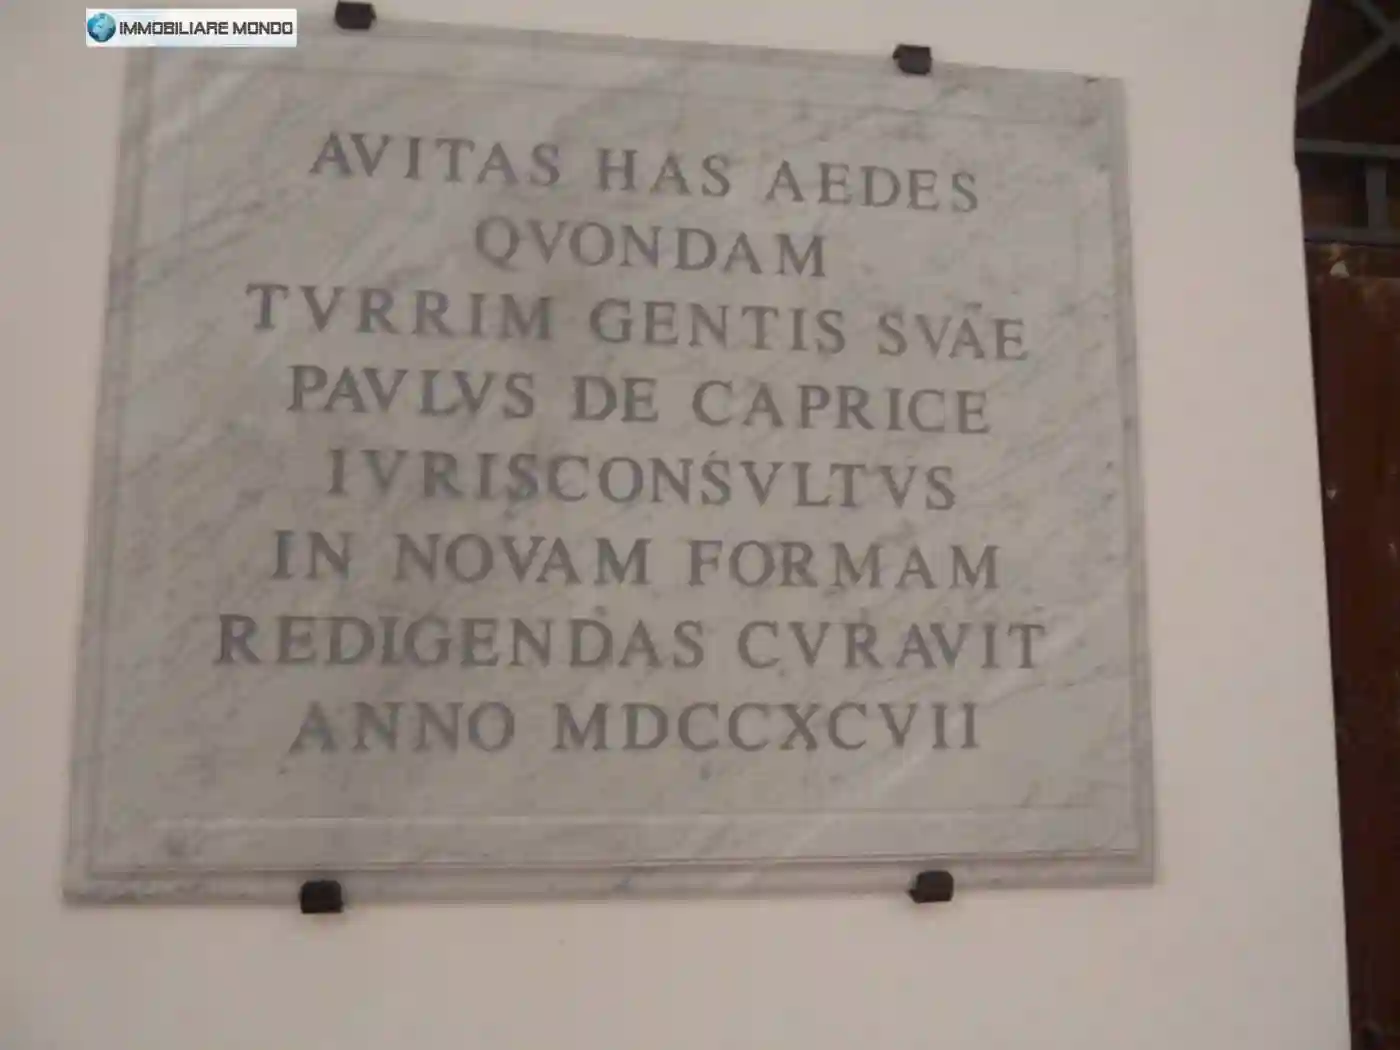 IMMOBILIARE MONDO
AVITAS HAS AEDES
QVONDAM
TVRRIM GENTIS SVAE
PAVLVS DE CAPRICE
IVRISCONSVLTVS
IN NOVAM FORMAM
REDIGENDAS CVRAVIT
ANNO MDCCXCVII